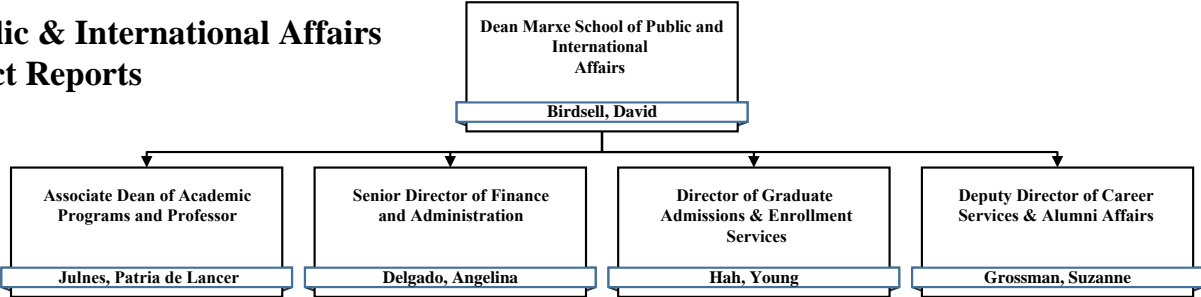 lic & International Affairs
ct Reports
Dean Marxe School of Public and
International
Affairs
Birdsell, David
Associate Dean of Academic
Programs and Professor
Julnes, Patria de Lancer
Senior Director of Finance
and Administration
Delgado, Angelina
Director of Graduate
Admissions & Enrollment
Services
Hah, Young
Deputy Director of Career
Services & Alumni Affairs
Grossman, Suzanne